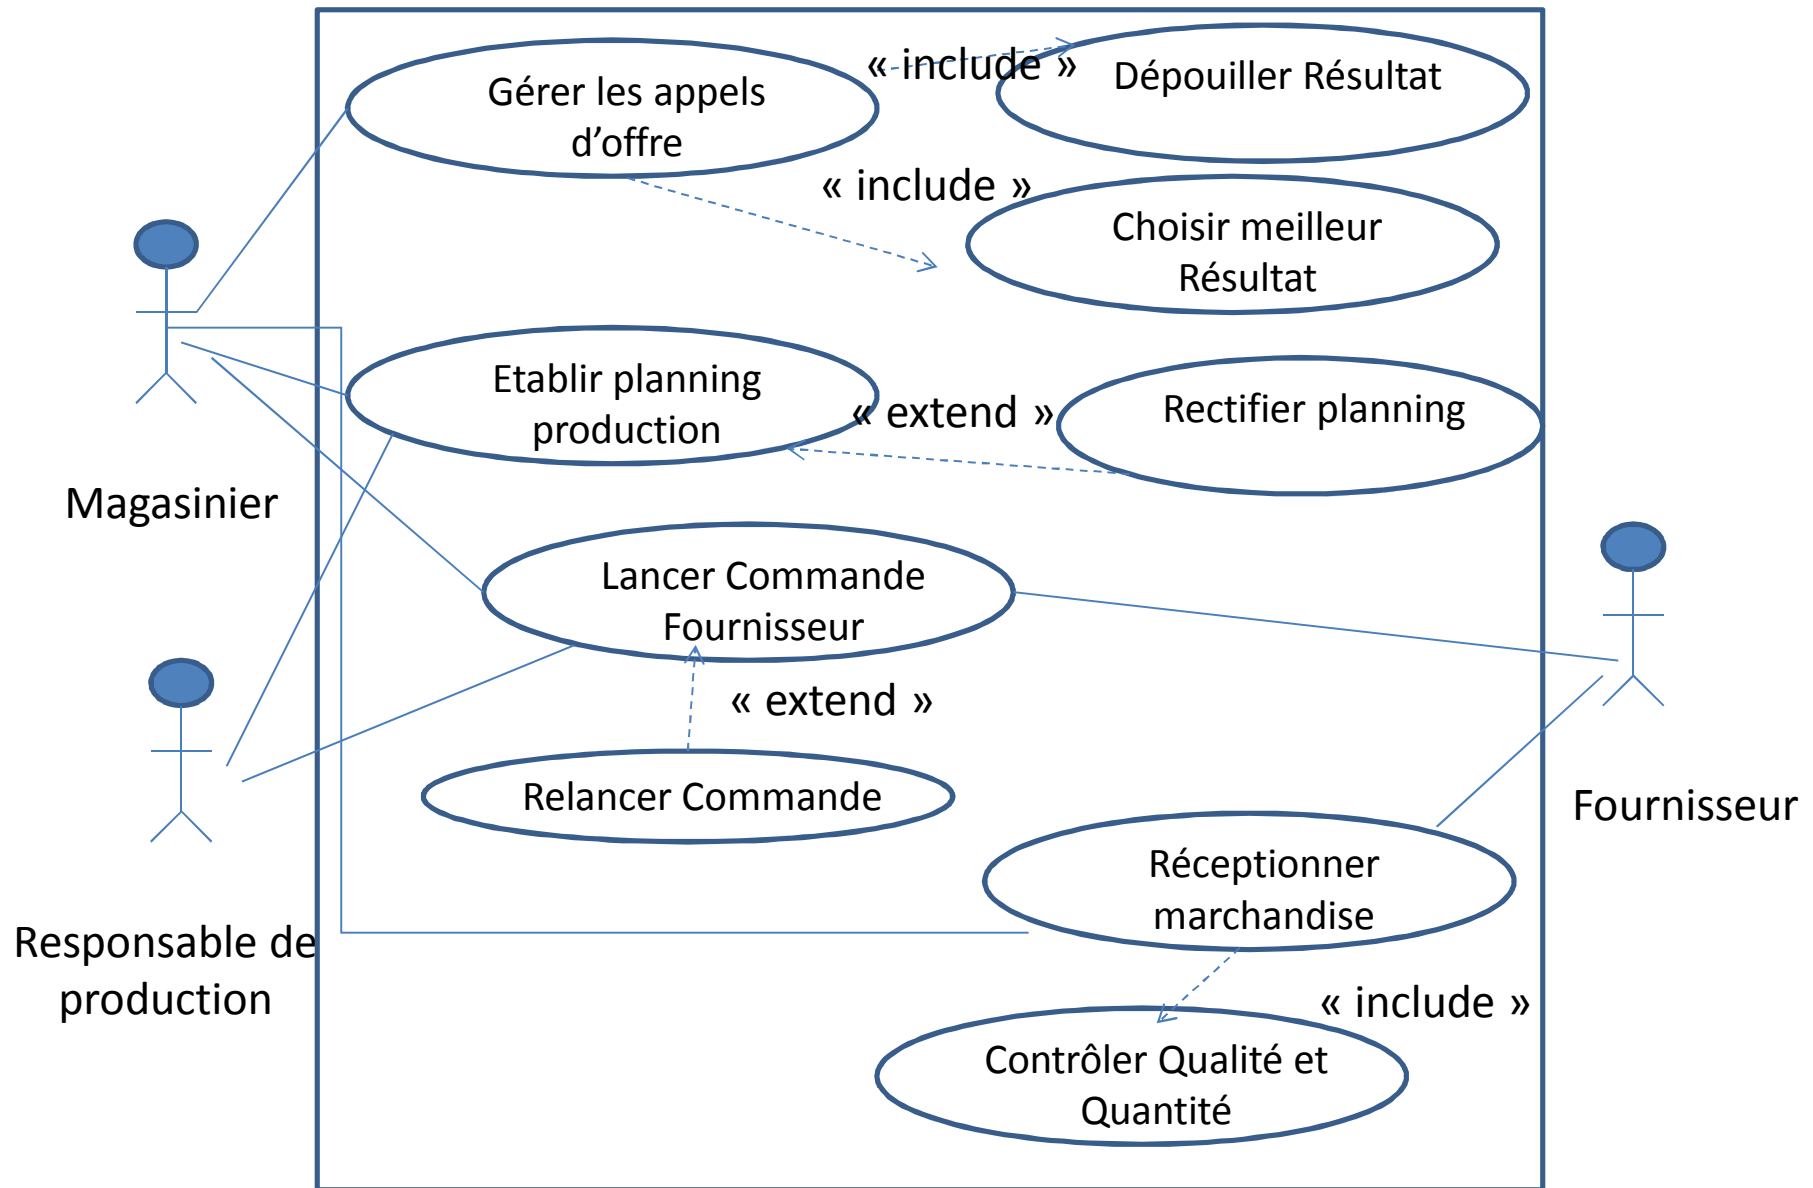 « include »
Dépouiller Résultat
Gérer les appels
d’offre
« include »
Choisir meilleur
Résultat
Etablir planning
production
« extend »
Rectifier planning
Magasinier
Lancer Commande
Fournisseur
« extend »
Relancer Commande
Fournisseur
Réceptionner
marchandise
Responsable de
production
« include »
Contrôler Qualité et
Quantité